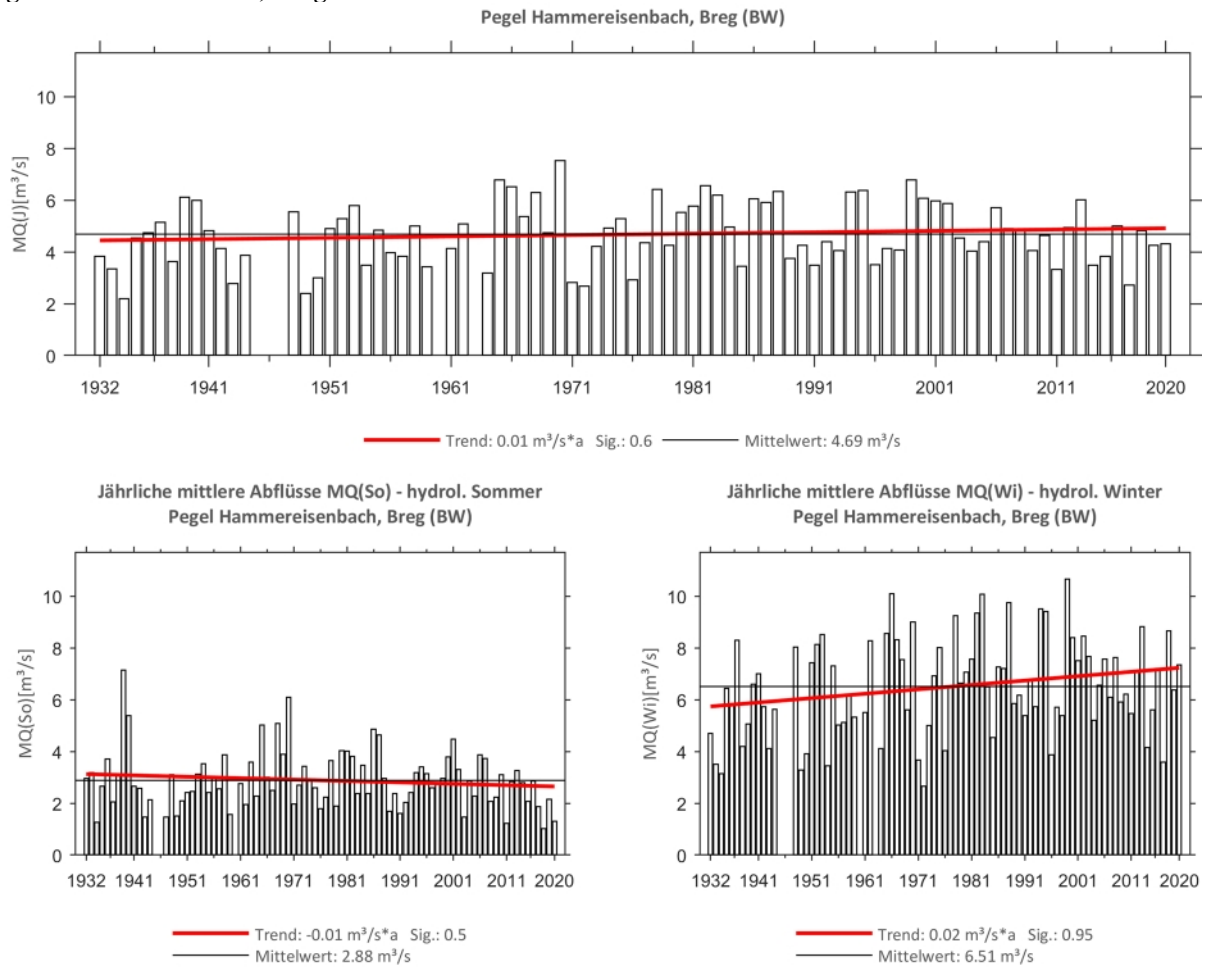 Pegel Hammereisenbach, Breg (BW)
10
8
6
4
2
0
MQ(J)[m³/s]
1932 1941 1951 1961 1971 1981 1991 2001 2011 2020
Trend: 0.01 m³/s*a Sig.: 0.6 Mittelwert: 4.69 m³/s
Jährliche mittlere Abflüsse MQ(So) - hydrol. Sommer
Pegel Hammereisenbach, Breg (BW)
10
8
6
4
2
0
MQ(So)[m³/s]
1932 1941 1951 1961 1971 1981 1991 2001 2011 2020
Trend: -0.01 m³/s*a Sig.: 0.5
Mittelwert: 2.88 m³/s
Jährliche mittlere Abflüsse MQ(Wi) - hydrol. Winter
Pegel Hammereisenbach, Breg (BW)
10
8
6
4
2
0
MQ(Wi)[m³/s]
1932 1941 1951 1961 1971 1981 1991 2001 2011 2020
Trend: 0.02 m³/s*a Sig.: 0.95
Mittelwert: 6.51 m³/s